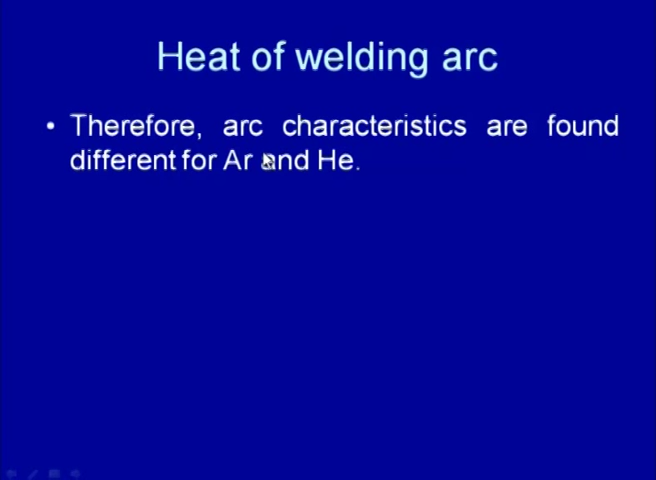 Heat of welding arc
• Therefore, arc characteristics are found
different for Ar and He.